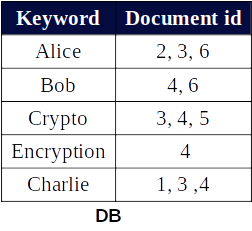 Keyword Document id
Alice 2, 3, 6
Bob 4, 6
Crypto 3, 4, 5
Encryption 4
Charlie 1, 3 ,4
DB